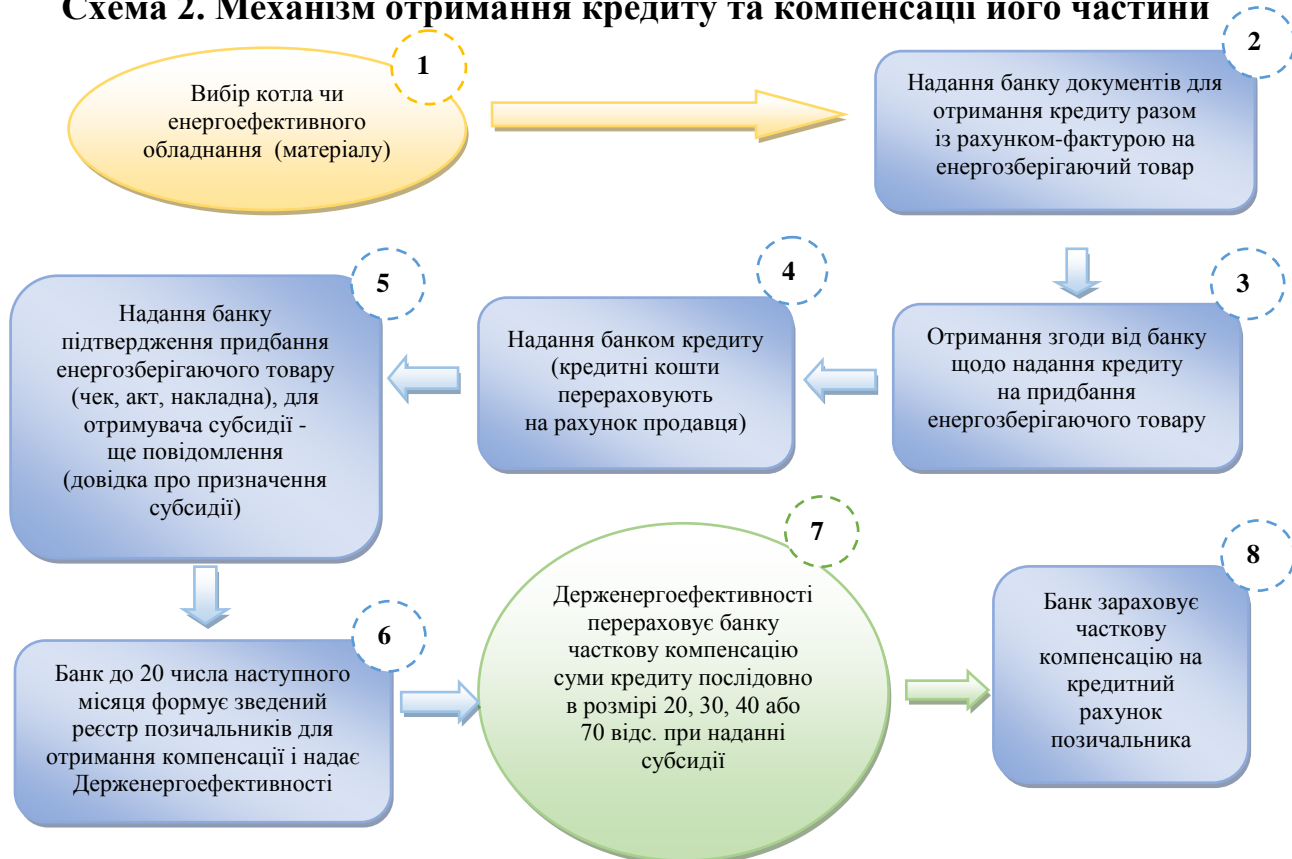 Схема 2. Механізм отримання кредиту та компенсації його частини
1
Вибір котла чи
енергоефективного
обладнання (матеріалу)
2
Надання банку документів для
отримання кредиту разом
із рахунком-фактурою на
енергозберігаючий товар
3
Отримання згоди від банку
щодо надання кредиту
на придбання
енергозберігаючого товару
4
Надання банком кредиту
(кредитні кошти
перераховують
на рахунок продавця)
5
Надання банку
підтвердження придбання
енергозберігаючого товару
(чек, акт, накладна), для
отримувача субсидії -
ще повідомлення
(довідка про призначення
субсидії)
6
Банк до 20 числа наступного
місяця формує зведений
реєстр позичальників для
отримання компенсації і надає
Держенергоефективності
7
Держенергоефективності
перераховує банку
часткову компенсацію
суми кредиту послідовно
в розмірі 20, 30, 40 або
70 відс. при наданні
субсидії
8
Банк зараховує
часткову
компенсацію на
кредитний
рахунок
позичальника